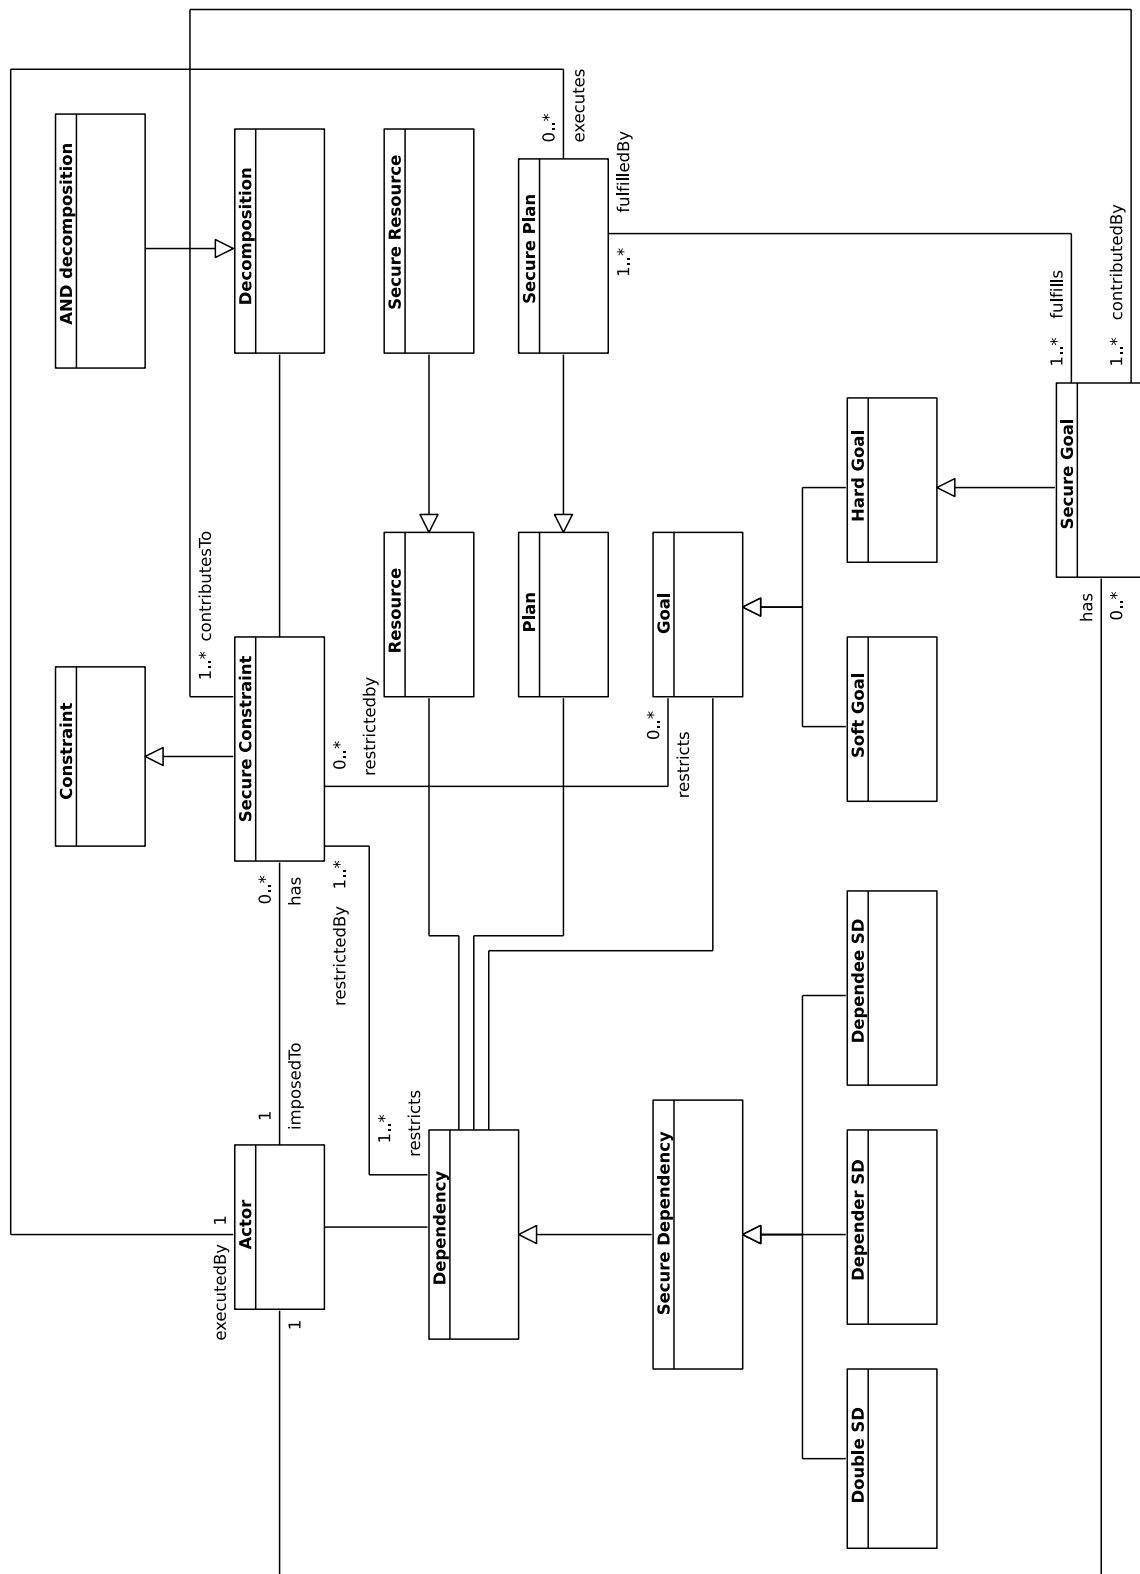 AND decomposition
Constraint
Decomposition
contributesTo
1..*
Secure Constraint
0..*
has
imposedTo
1
Actor
executedBy
1
1
Secure Resource
Resource
0..*
restrictedby
1..*
restrictedBy
1..*
restricts
Dependency
executes
0..*
Secure Plan
fulfilledBy
1..*
Plan
Goal
0..*
restricts
Secure Dependency
Hard Goal
Soft Goal
Dependee SD
Depender SD
Double SD
fulfills
1..*
contributedBy
1..*
Secure Goal
has
0..*